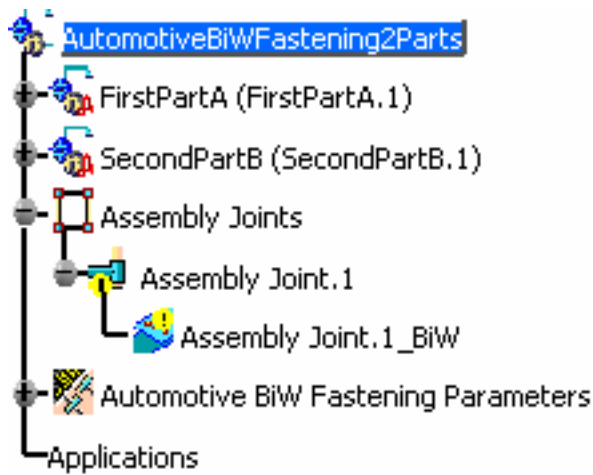 AutomotiveBiWFastening2Parts
FirstPartA (FirstPartA.1)
SecondPartB (SecondPartB.1)
Assembly Joints
Assembly Joint.1
Assembly Joint.1_BiW
Automotive BiW Fastening Parameters
Applications